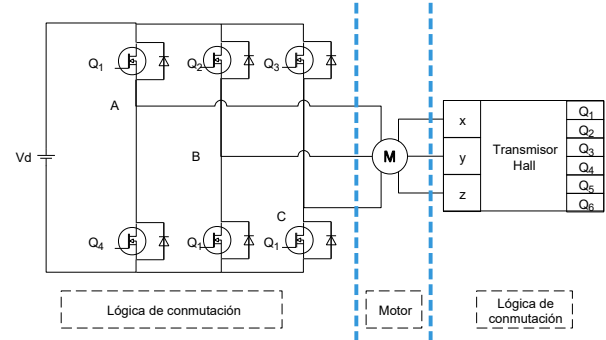 Q1
Q2
Q3
A
B
C
Vd
Q4
Q1
Q1
M
x
y
z
Transmisor
Hall
Q1
Q2
Q3
Q4
Q5
Q6
Lógica de conmutación
Motor
Lógica de
conmutación